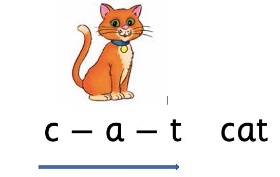 c – a – t cat